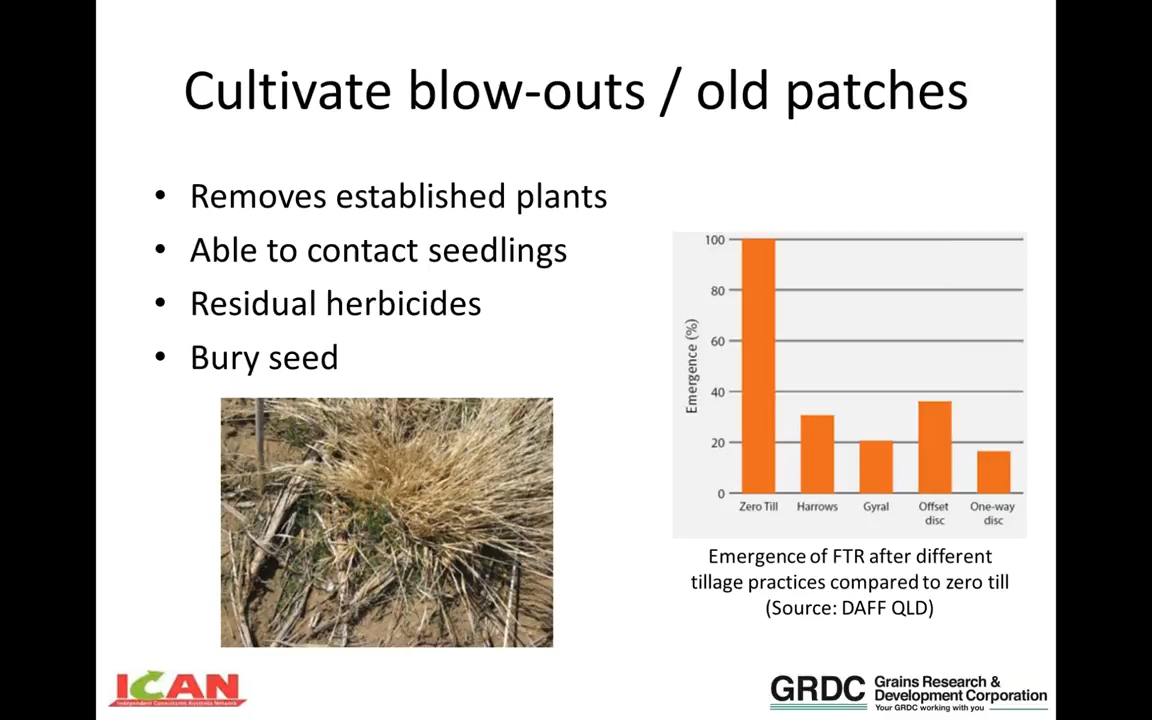 Cultivate blow-outs / old patches
• Removes established plants
• Able to contact seedlings
• Residual herbicides
• Bury seed
Emergence (%)
100
80
60
40
20
0
Zero Till Harrows Gyral Offset disc One-way disc
Emergence of FTR after different
tillage practices compared to zero till
(Source: DAFF QLD)
ICAN
Independent Consultants Australia Network
GRDC
Grains Research &
Development Corporation
Your GRDC working with you